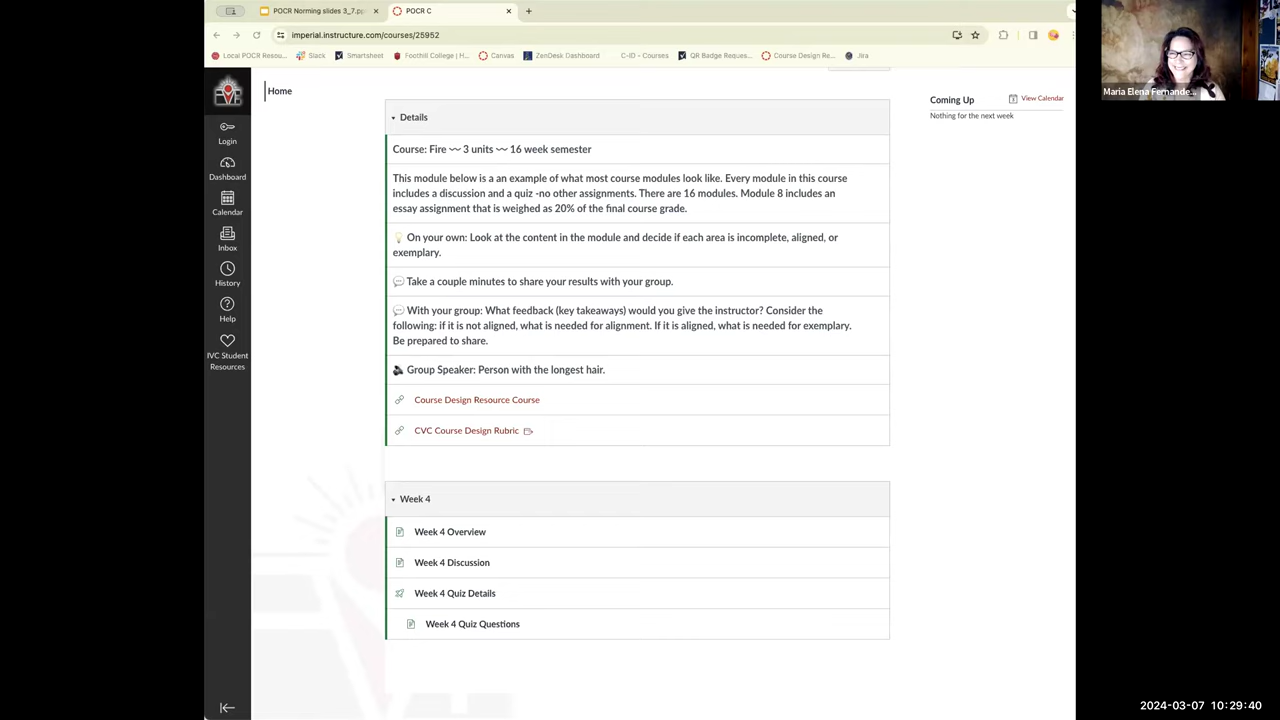 POCR Norming slides 3_7.pp
POCR C
imperial.instructure.com/courses/25952
Local POCR Resou...
Slack
Smartsheet
Foothill College | H...
Canvas
ZenDesk Dashboard
C-ID – Courses
QR Badge Reques...
Course Design Re...
Jira
Maria Elena Fernande...
IVC
Home
Login
Dashboard
Calendar
Inbox
History
Help
IVC Student
Resources
Details
Course: Fire 〰 3 units 〰 16 week semester
This module below is a an example of what most course modules look like. Every module in this course
includes a discussion and a quiz -no other assignments. There are 16 modules. Module 8 includes an
essay assignment that is weighed as 20% of the final course grade.
💡 On your own: Look at the content in the module and decide if each area is incomplete, aligned, or
exemplary.
💬 Take a couple minutes to share your results with your group.
💬 With your group: What feedback (key takeaways) would you give the instructor? Consider the
following: if it is not aligned, what is needed for alignment. If it is aligned, what is needed for exemplary.
Be prepared to share.
🔊 Group Speaker: Person with the longest hair.
Course Design Resource Course
CVC Course Design Rubric
Week 4
Week 4 Overview
Week 4 Discussion
Week 4 Quiz Details
Week 4 Quiz Questions
Coming Up
View Calendar
Nothing for the next week
2024-03-07 10:29:40